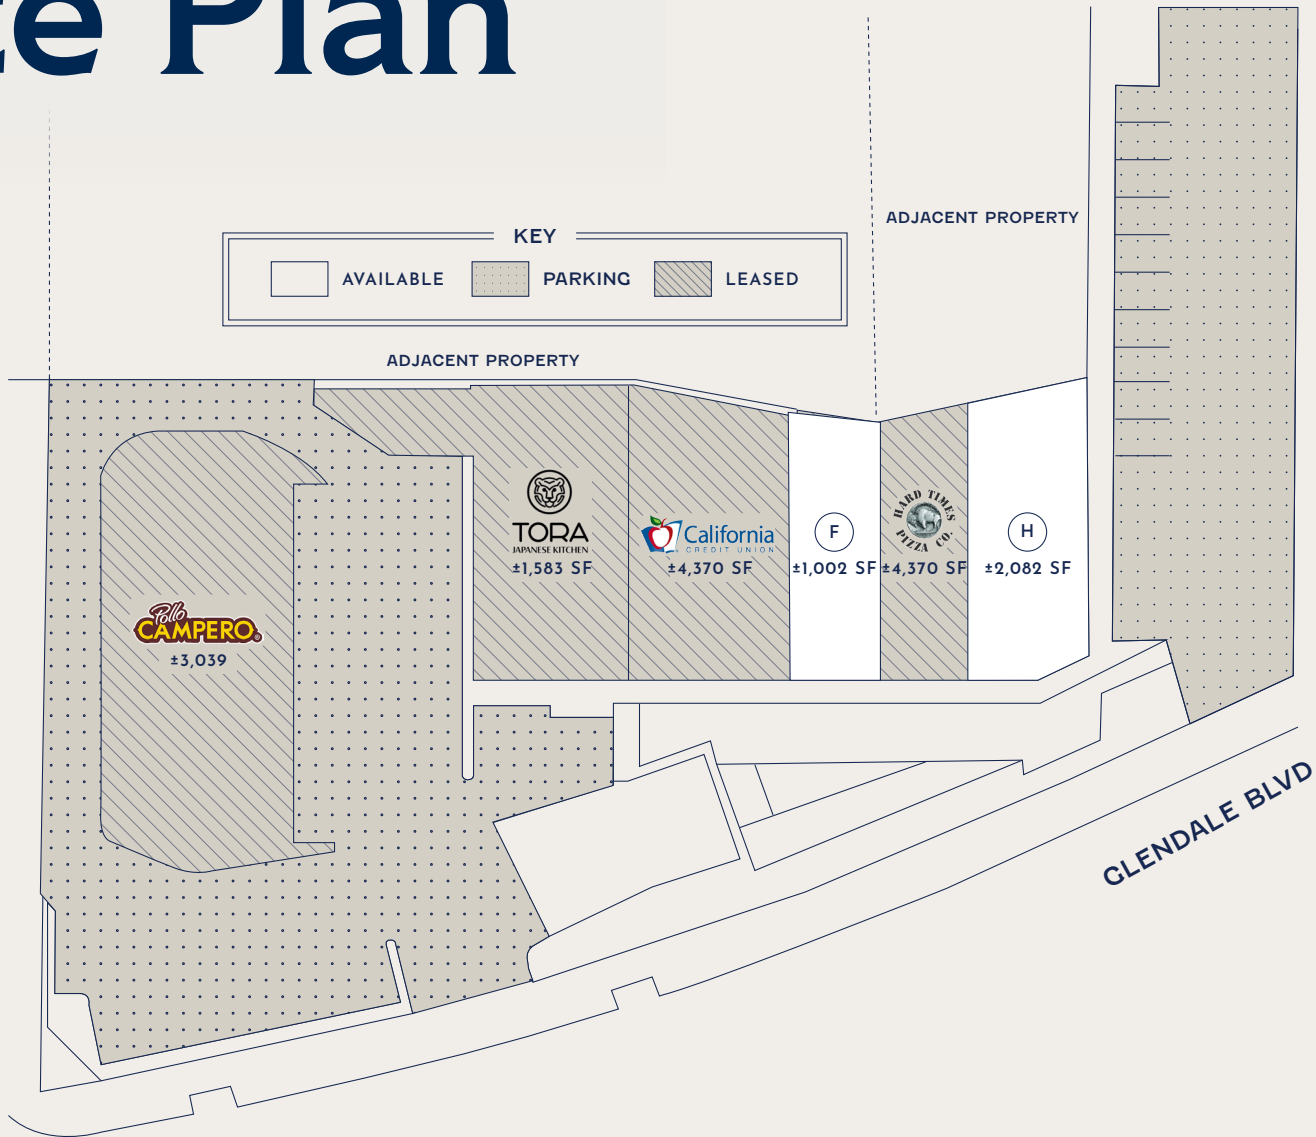 te Plan
KEY
AVAILABLE PARKING LEASED
ADJACENT PROPERTY
ADJACENT PROPERTY
TORA
JAPANESE KITCHEN
±1,583 SF
California
CREDIT UNION
±4,370 SF
F
±1,002 SF
HARD TIMES
PIZZA CO.
±4,370 SF
H
±2,082 SF
Pollo
CAMPERO®
±3,039
GLENDALE BLVD